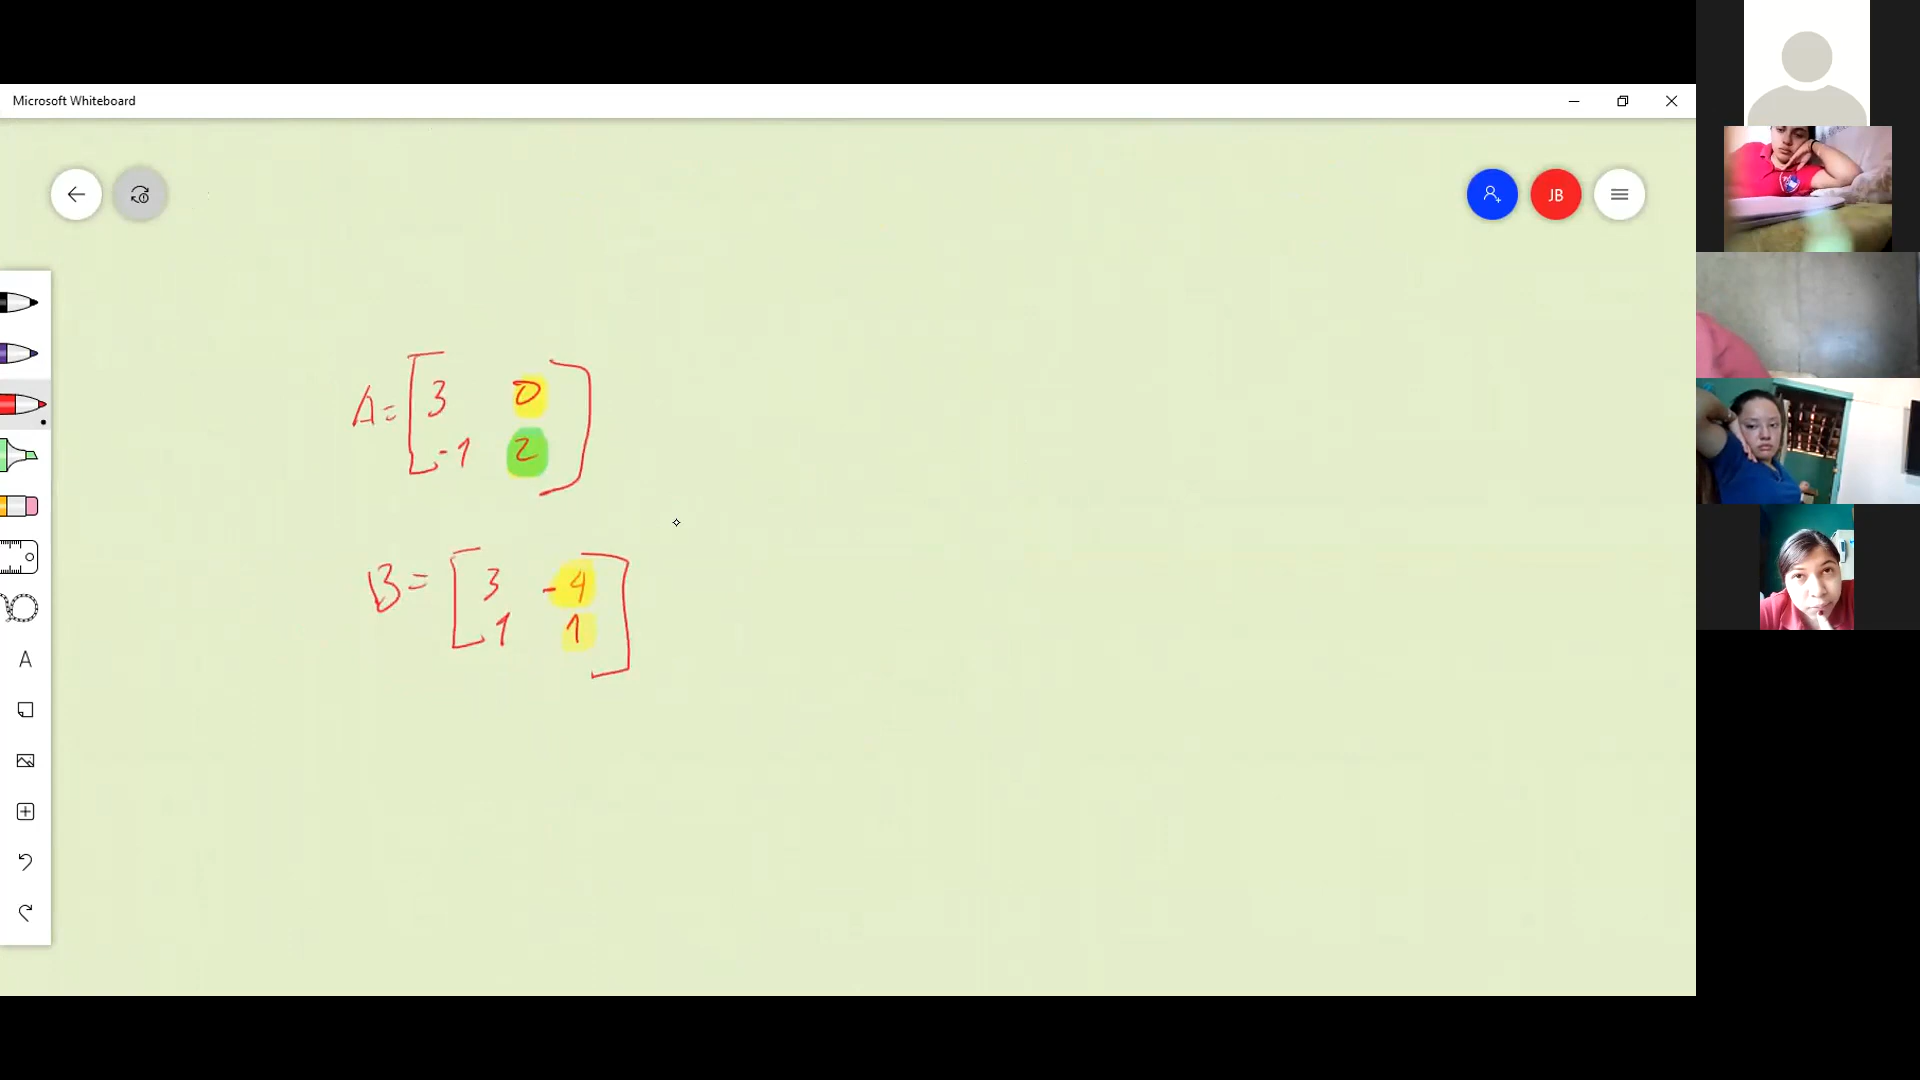 Microsoft Whiteboard
JB
A= [3 0
-1 2]
B= [3 -4
1 1]
A